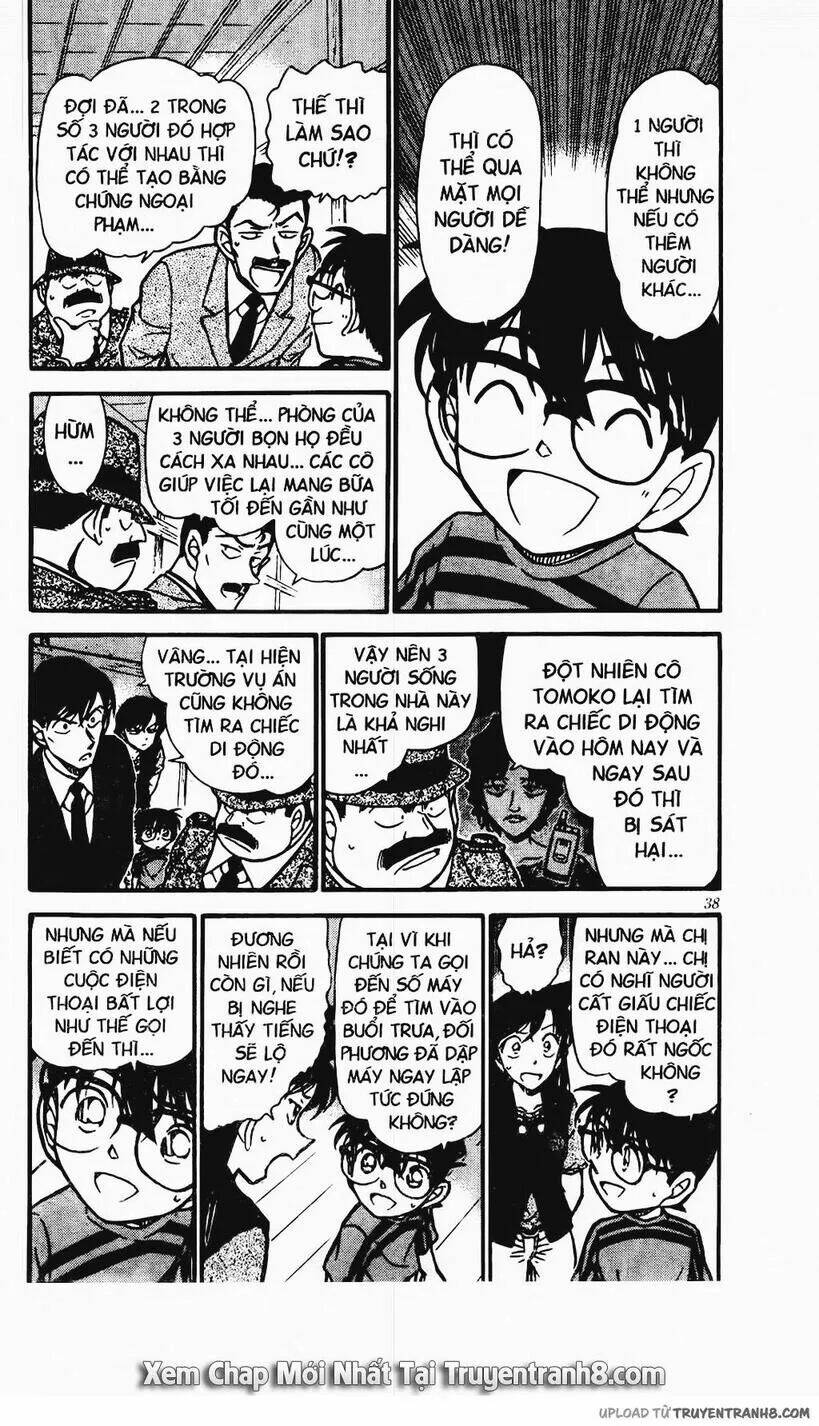 1 NGƯỜI
THÌ
KHÔNG
THỂ NHƯNG
NẾU CÓ
THÊM
NGƯỜI
KHÁC...
THÌ CÓ
THỂ QUA
MẶT MỌI
NGƯỜI DỄ
DÀNG!
THẾ THÌ
LÀM SAO
CHỨ!?
ĐỢI ĐÃ... 2 TRONG
SỐ 3 NGƯỜI ĐÓ HỢP
TÁC VỚI NHAU THÌ
CÓ THỂ TẠO BẰNG
CHỨNG NGOẠI
PHẠM...
KHÔNG THỂ... PHÒNG CỦA
3 NGƯỜI BỌN HỌ ĐỀU
CÁCH XA NHAU... CÁC CÔ
GIÚP VIỆC LẠI MANG BỮA
TỐI ĐẾN GẦN NHƯ
CÙNG MỘT
LÚC...
HỪM
...
ĐỘT NHIÊN CÔ
TOMOKO LẠI TÌM
RA CHIẾC DI ĐỘNG
VÀO HÔM NAY VÀ
NGAY SAU
ĐÓ THÌ
BỊ SÁT
HẠI...
VẬY NÊN 3
NGƯỜI SỐNG
TRONG NHÀ NÀY
LÀ KHẢ NGHI
NHẤT
...
VÂNG... TẠI HIỆN
TRƯỜNG VỤ ÁN
CŨNG KHÔNG
TÌM RA CHIẾC
DI ĐỘNG
ĐÓ...
38
NHƯNG MÀ CHỊ
RAN NÀY... CHỊ
CÓ NGHĨ NGƯỜI
CẤT GIẤU CHIẾC
ĐIỆN THOẠI
ĐÓ RẤT NGỐC
KHÔNG
?
HẢ?
TẠI VÌ KHI
CHÚNG TA GỌI
ĐẾN SỐ MÁY
ĐÓ ĐỂ TÌM VÀO
BUỔI TRƯA, ĐỐI
PHƯƠNG ĐÃ DẬP
MÁY NGAY LẬP
TỨC ĐÚNG
KHÔNG?
ĐƯƠNG
NHIÊN RỒI
CÒN GÌ, NẾU
BỊ NGHE
THẤY TIẾNG
SẼ LỘ
NGAY!
NHƯNG MÀ NẾU
BIẾT CÓ NHỮNG
CUỘC ĐIỆN
THOẠI BẤT LỢI
NHƯ THẾ GỌI
ĐẾN THÌ...
Xem Chap Mới Nhất Tại Truyentranh8.com
UPLOAD TỪ TRUYENTRANH8.COM